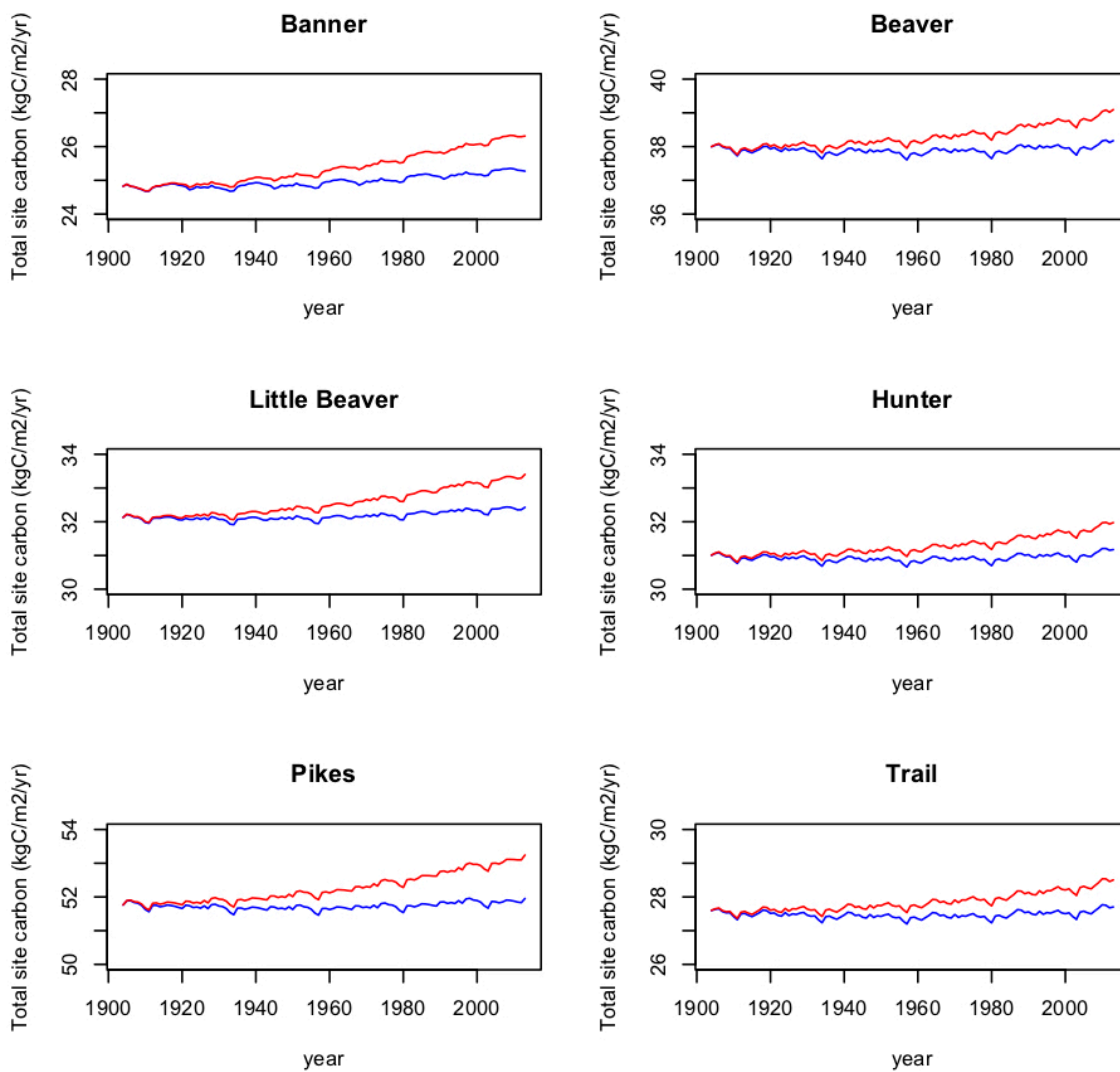 Banner
Total site carbon (kgC/m2/yr)
28
26
24
1900 1920 1940 1960 1980 2000
year
Beaver
Total site carbon (kgC/m2/yr)
40
38
36
1900 1920 1940 1960 1980 2000
year
Little Beaver
Total site carbon (kgC/m2/yr)
34
32
30
1900 1920 1940 1960 1980 2000
year
Hunter
Total site carbon (kgC/m2/yr)
34
32
30
1900 1920 1940 1960 1980 2000
year
Pikes
Total site carbon (kgC/m2/yr)
54
52
50
1900 1920 1940 1960 1980 2000
year
Trail
Total site carbon (kgC/m2/yr)
30
28
26
1900 1920 1940 1960 1980 2000
year